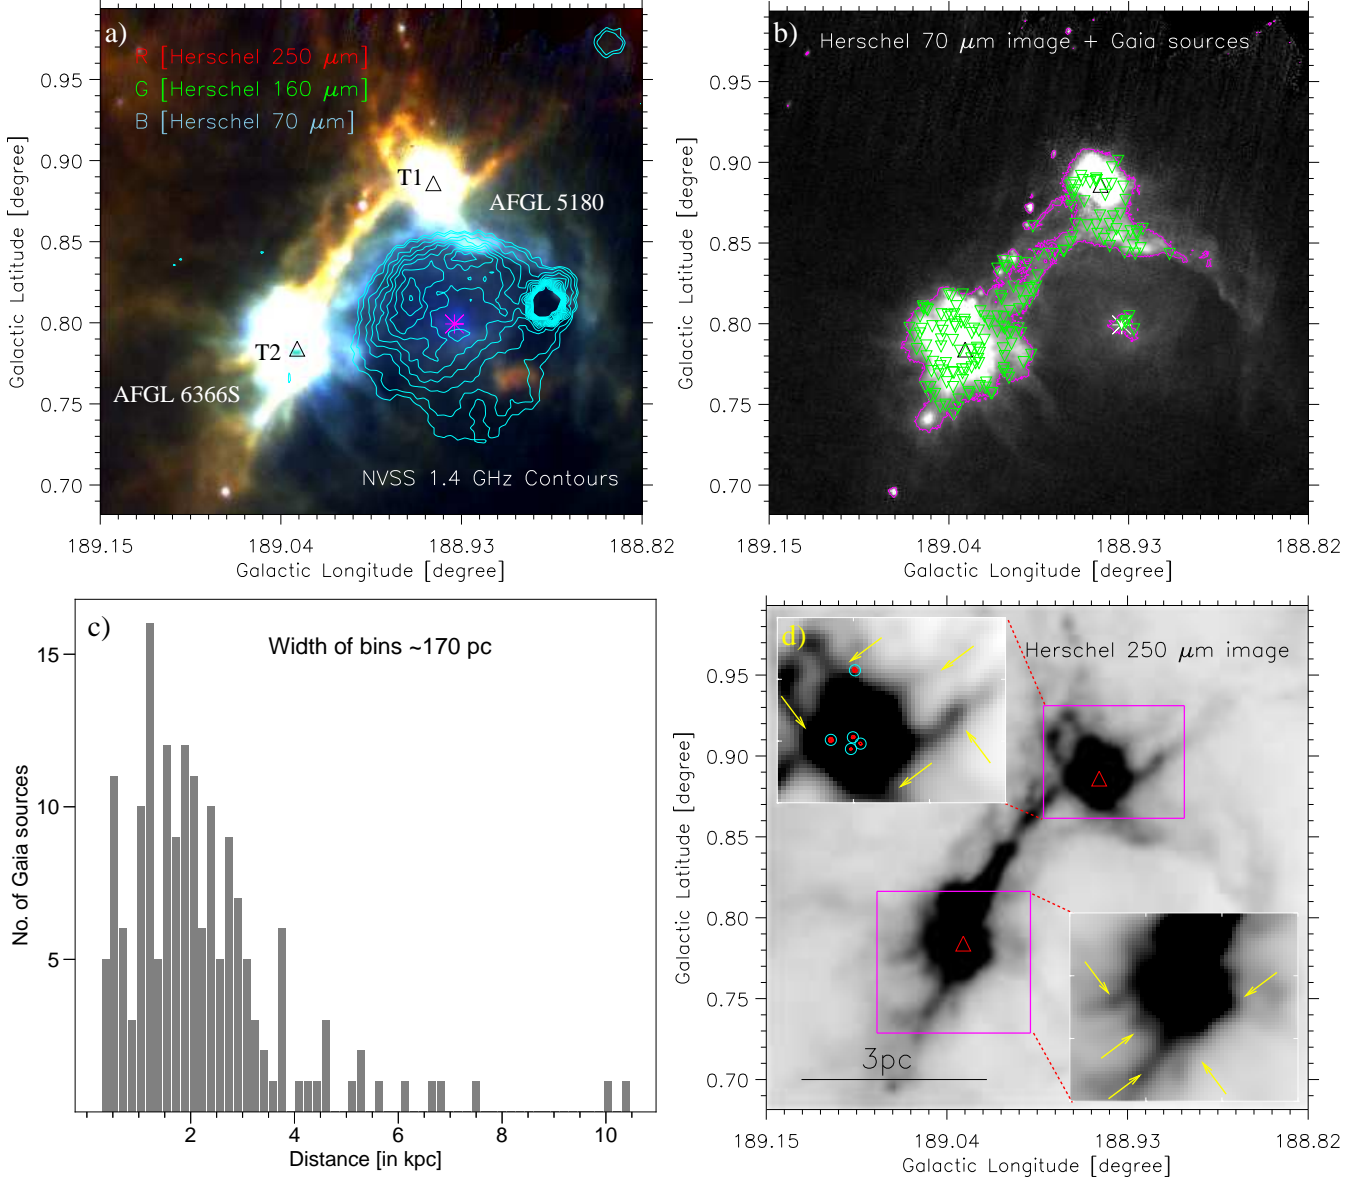 a)
R [Herschel 250 μm]
G [Herschel 160 μm]
B [Herschel 70 μm]
T1
AFGL 5180
T2
AFGL 6366S
NVSS 1.4 GHz Contours
0.95
0.90
0.85
0.80
0.75
0.70
Galactic Latitude [degree]
189.15
189.04
188.93
188.82
Galactic Longitude [degree]
b)
Herschel 70 μm image + Gaia sources
0.95
0.90
0.85
0.80
0.75
0.70
Galactic Latitude [degree]
189.15
189.04
188.93
188.82
Galactic Longitude [degree]
c)
Width of bins ~170 pc
15
10
5
No. of Gaia sources
2
4
6
8
10
Distance [in kpc]
d)
Herschel 250 μm image
3pc
0.95
0.90
0.85
0.80
0.75
0.70
Galactic Latitude [degree]
189.15
189.04
188.93
188.82
Galactic Longitude [degree]